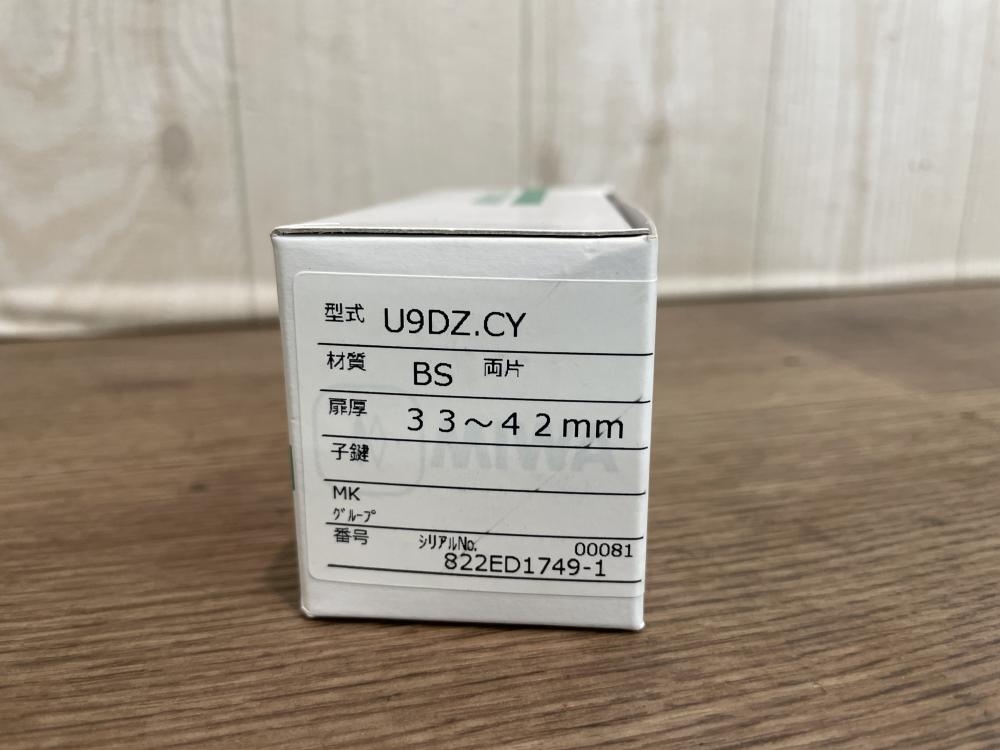 型式 U9DZ.CY
材質 BS 両片
扉厚 33～42mm
MIWA
子鍵
MK
ｸﾞﾙｰﾌﾟ
番号 ｼﾘｱﾙNo. 00081
822ED1749-1